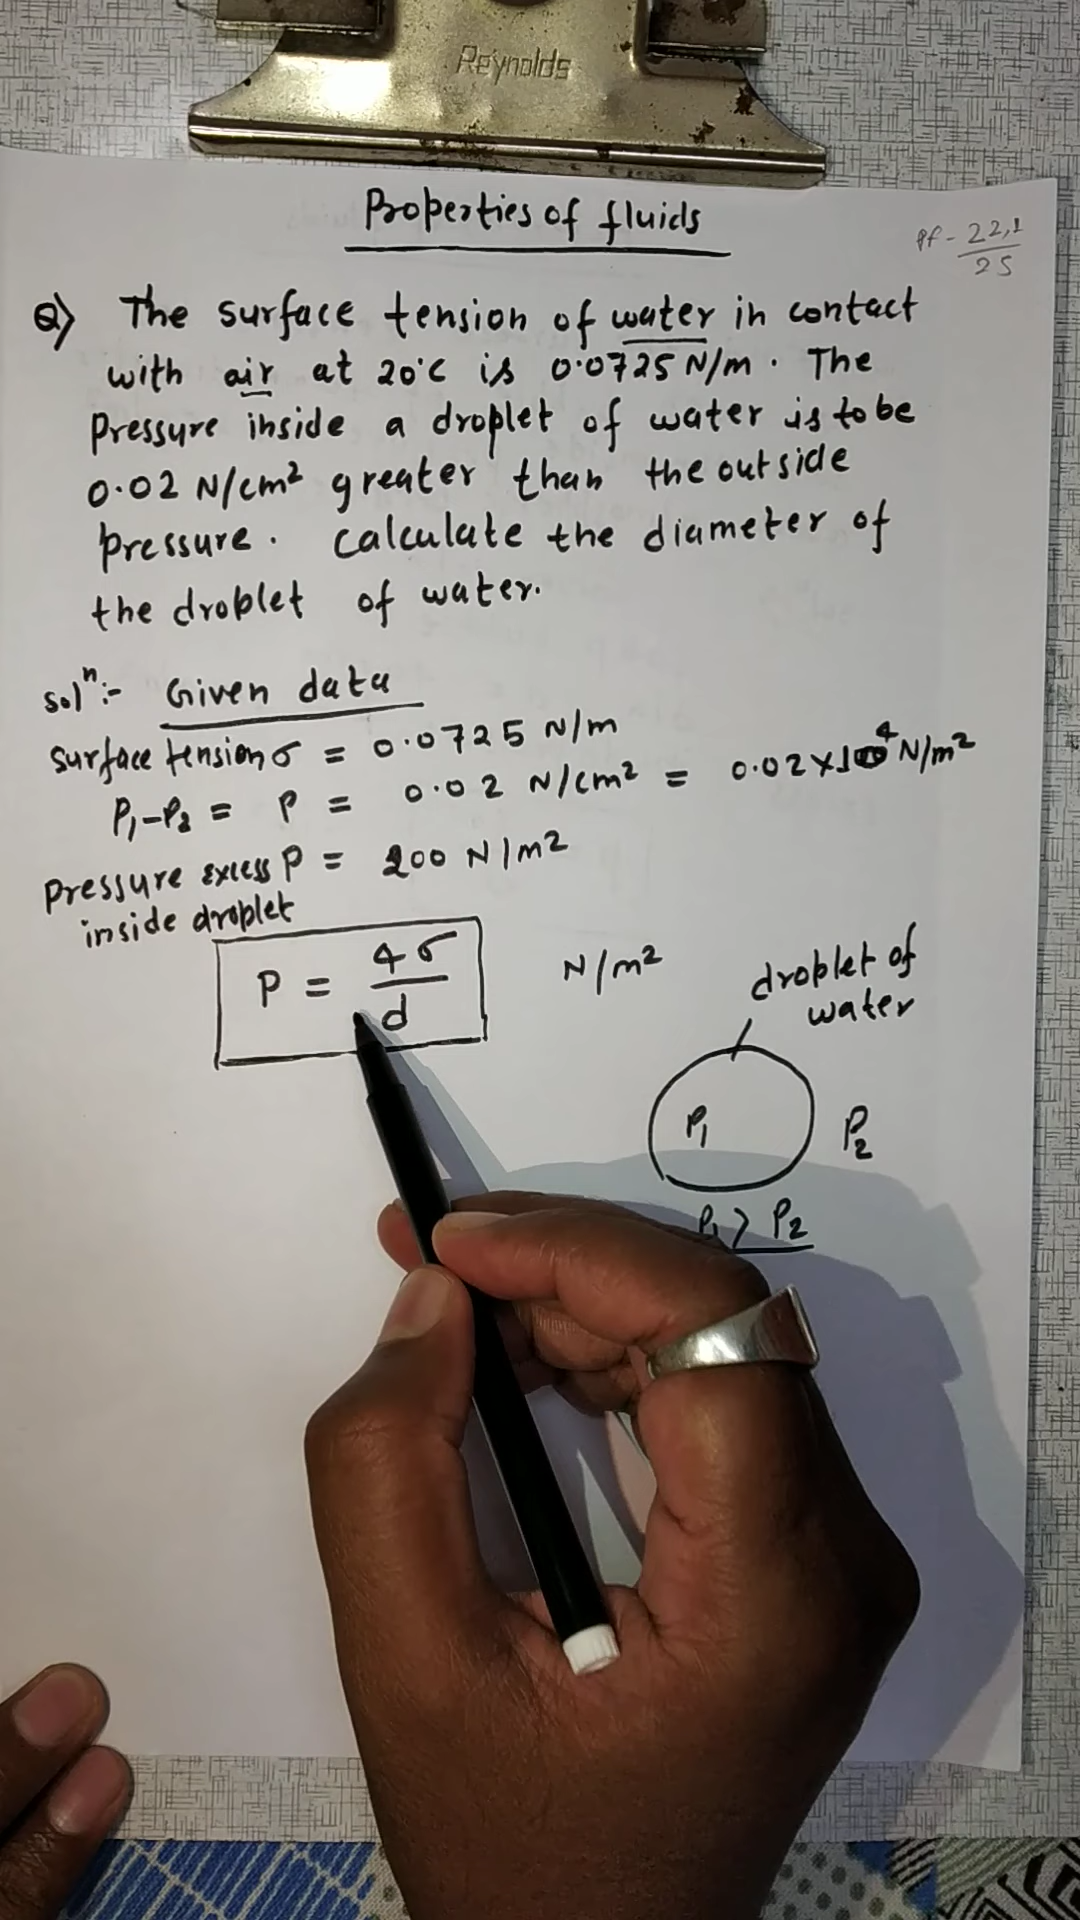 Reynolds
Properties of fluids
Pf - 22,1
25
Q) The surface tension of water in contact
with air at 20°C is 0.0725 N/m. The
Pressure inside a droplet of water is to be
0.02 N/cm² greater than the outside
pressure. Calculate the diameter of
the droplet of water.
Solⁿ:- Given data
Surface tension σ = 0.0725 N/m
P₁-P₂ = P = 0.02 N/cm² = 0.02×10⁴ N/m²
Pressure excess P = 200 N/m²
inside droplet
P = 4σ/d N/m²
droplet of
water
P₁ P₂
P₁ > P₂